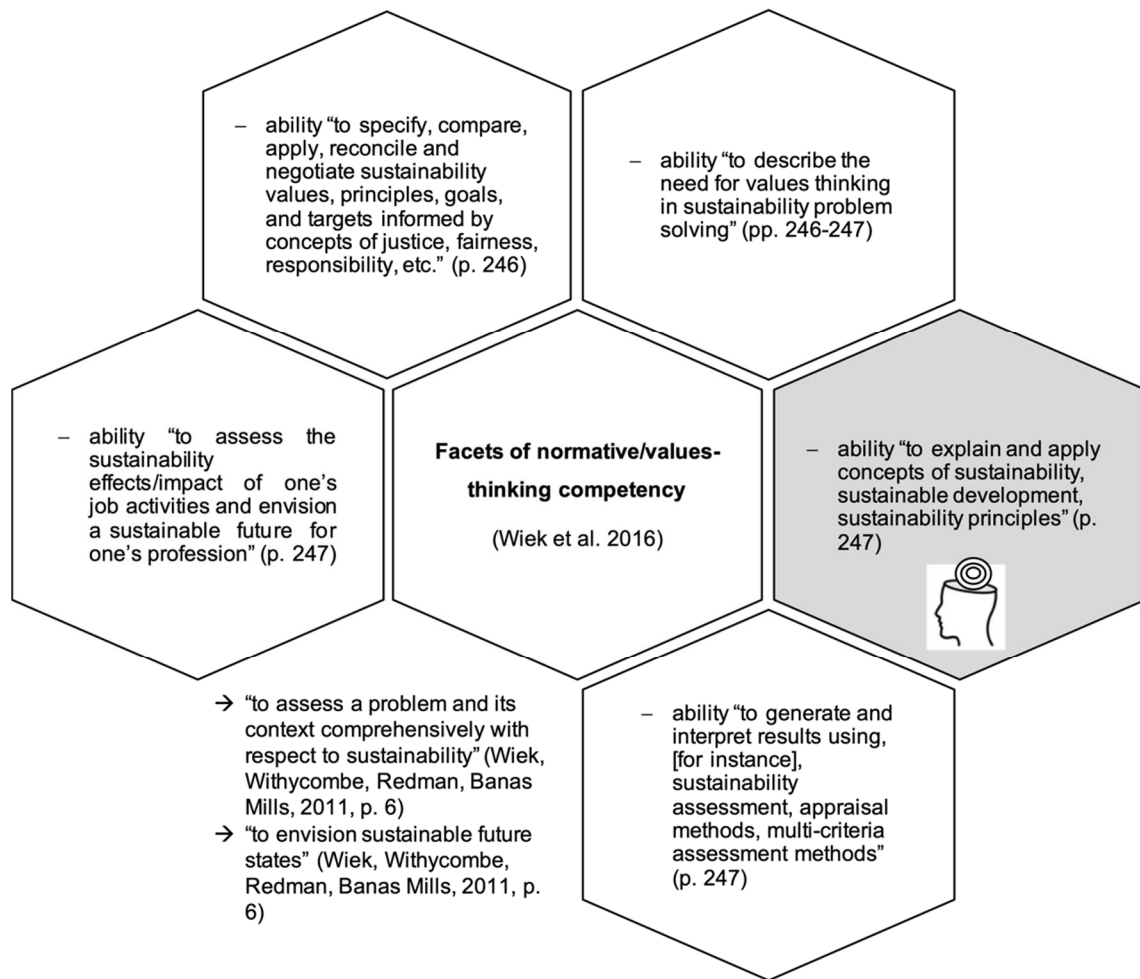 – ability “to specify, compare,
apply, reconcile and
negotiate sustainability
values, principles, goals,
and targets informed by
concepts of justice, fairness,
responsibility, etc.” (p. 246)
– ability “to describe the
need for values thinking
in sustainability problem
solving” (pp. 246-247)
– ability “to assess the
sustainability
effects/impact of one’s
job activities and envision
a sustainable future for
one’s profession” (p. 247)
Facets of normative/values-
thinking competency
(Wiek et al. 2016)
– ability “to explain and apply
concepts of sustainability,
sustainable development,
sustainability principles” (p.
247)
→ “to assess a problem and its
context comprehensively with
respect to sustainability” (Wiek,
Withycombe, Redman, Banas
Mills, 2011, p. 6)
→ “to envision sustainable future
states” (Wiek, Withycombe,
Redman, Banas Mills, 2011, p.
6)
– ability “to generate and
interpret results using,
[for instance],
sustainability
assessment, appraisal
methods, multi-criteria
assessment methods”
(p. 247)